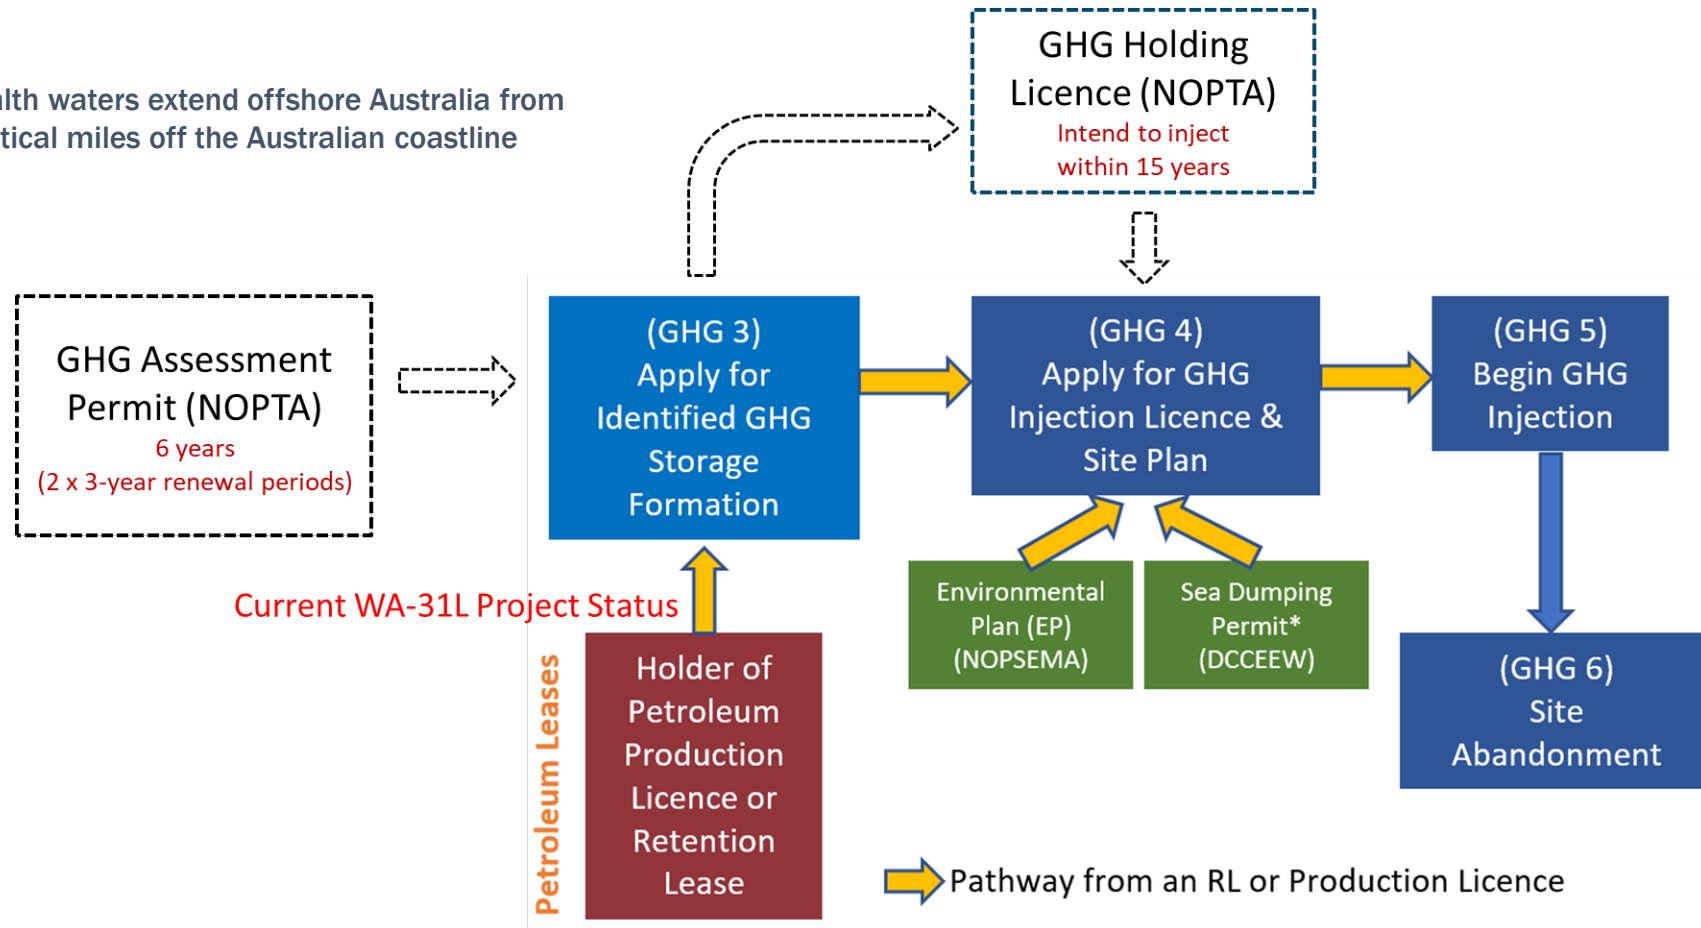 alth waters extend offshore Australia from
tical miles off the Australian coastline
GHG Holding
Licence (NOPTA)
Intend to inject
within 15 years
GHG Assessment
Permit (NOPTA)
6 years
(2 x 3-year renewal periods)
(GHG 3)
Apply for
Identified GHG
Storage
Formation
(GHG 4)
Apply for GHG
Injection Licence &
Site Plan
(GHG 5)
Begin GHG
Injection
Environmental
Plan (EP)
(NOPSEMA)
Sea Dumping
Permit*
(DCCEEW)
Current WA-31L Project Status
Petroleum Leases
Holder of
Petroleum
Production
Licence or
Retention
Lease
(GHG 6)
Site
Abandonment
Pathway from an RL or Production Licence